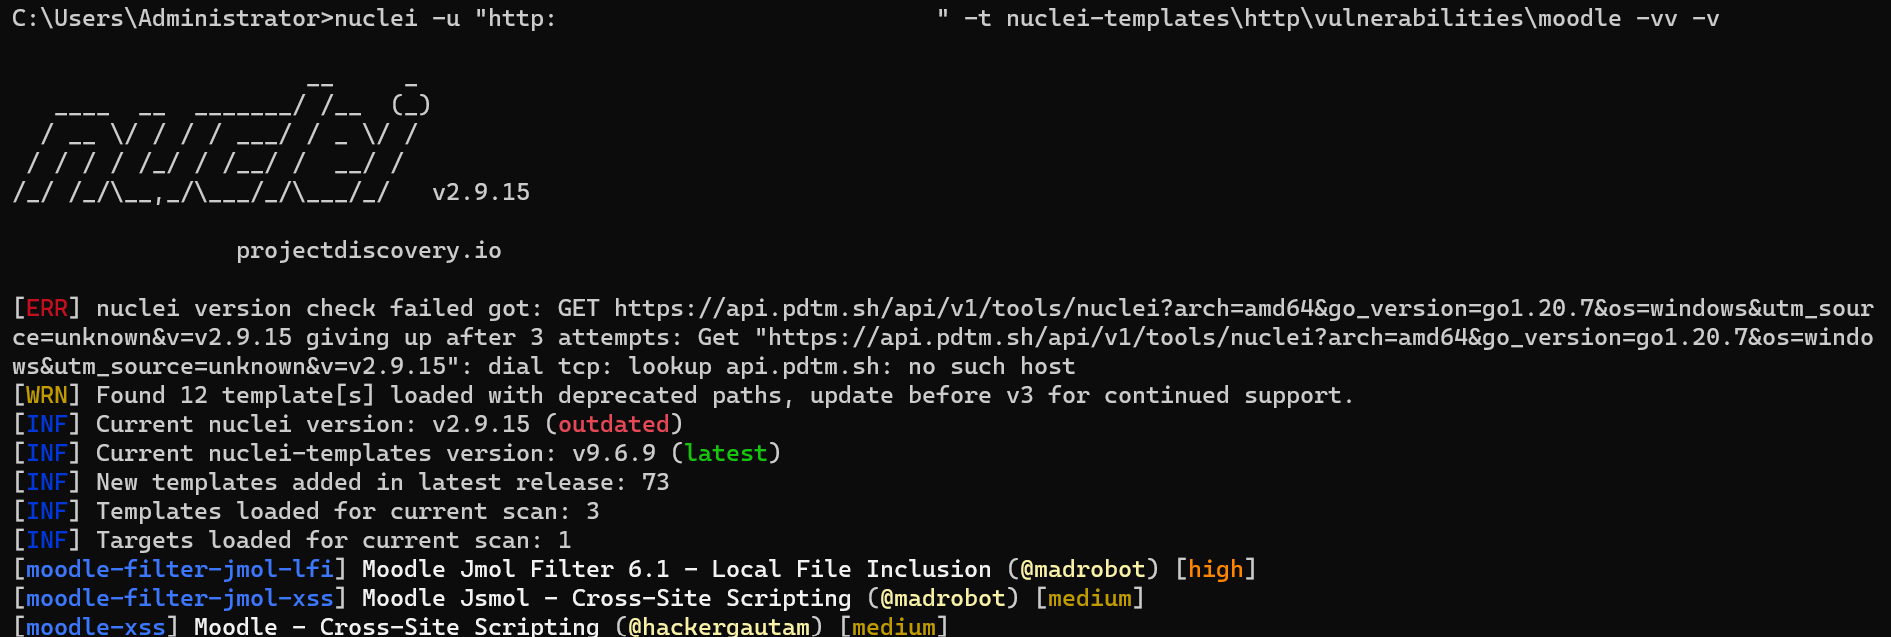 C:\Users\Administrator>nuclei -u "http:                           " -t nuclei-templates\http\vulnerabilities\moodle -vv -v
                     __     _
   ____  __  _______/ /__  (_)
  / __ \/ / / / ___/ / _ \/ /
 / / / / /_/ / /__/ /  __/ /
/_/ /_/\__,_/\___/_/\___/_/   v2.9.15
projectdiscovery.io
[ERR] nuclei version check failed got: GET https://api.pdtm.sh/api/v1/tools/nuclei?arch=amd64&go_version=go1.20.7&os=windows&utm_sour
ce=unknown&v=v2.9.15 giving up after 3 attempts: Get "https://api.pdtm.sh/api/v1/tools/nuclei?arch=amd64&go_version=go1.20.7&os=windo
ws&utm_source=unknown&v=v2.9.15": dial tcp: lookup api.pdtm.sh: no such host
[WRN] Found 12 template[s] loaded with deprecated paths, update before v3 for continued support.
[INF] Current nuclei version: v2.9.15 (outdated)
[INF] Current nuclei-templates version: v9.6.9 (latest)
[INF] New templates added in latest release: 73
[INF] Templates loaded for current scan: 3
[INF] Targets loaded for current scan: 1
[moodle-filter-jmol-lfi] Moodle Jmol Filter 6.1 - Local File Inclusion (@madrobot) [high]
[moodle-filter-jmol-xss] Moodle Jsmol - Cross-Site Scripting (@madrobot) [medium]
[moodle-xss] Moodle - Cross-Site Scripting (@hackergautam) [medium]